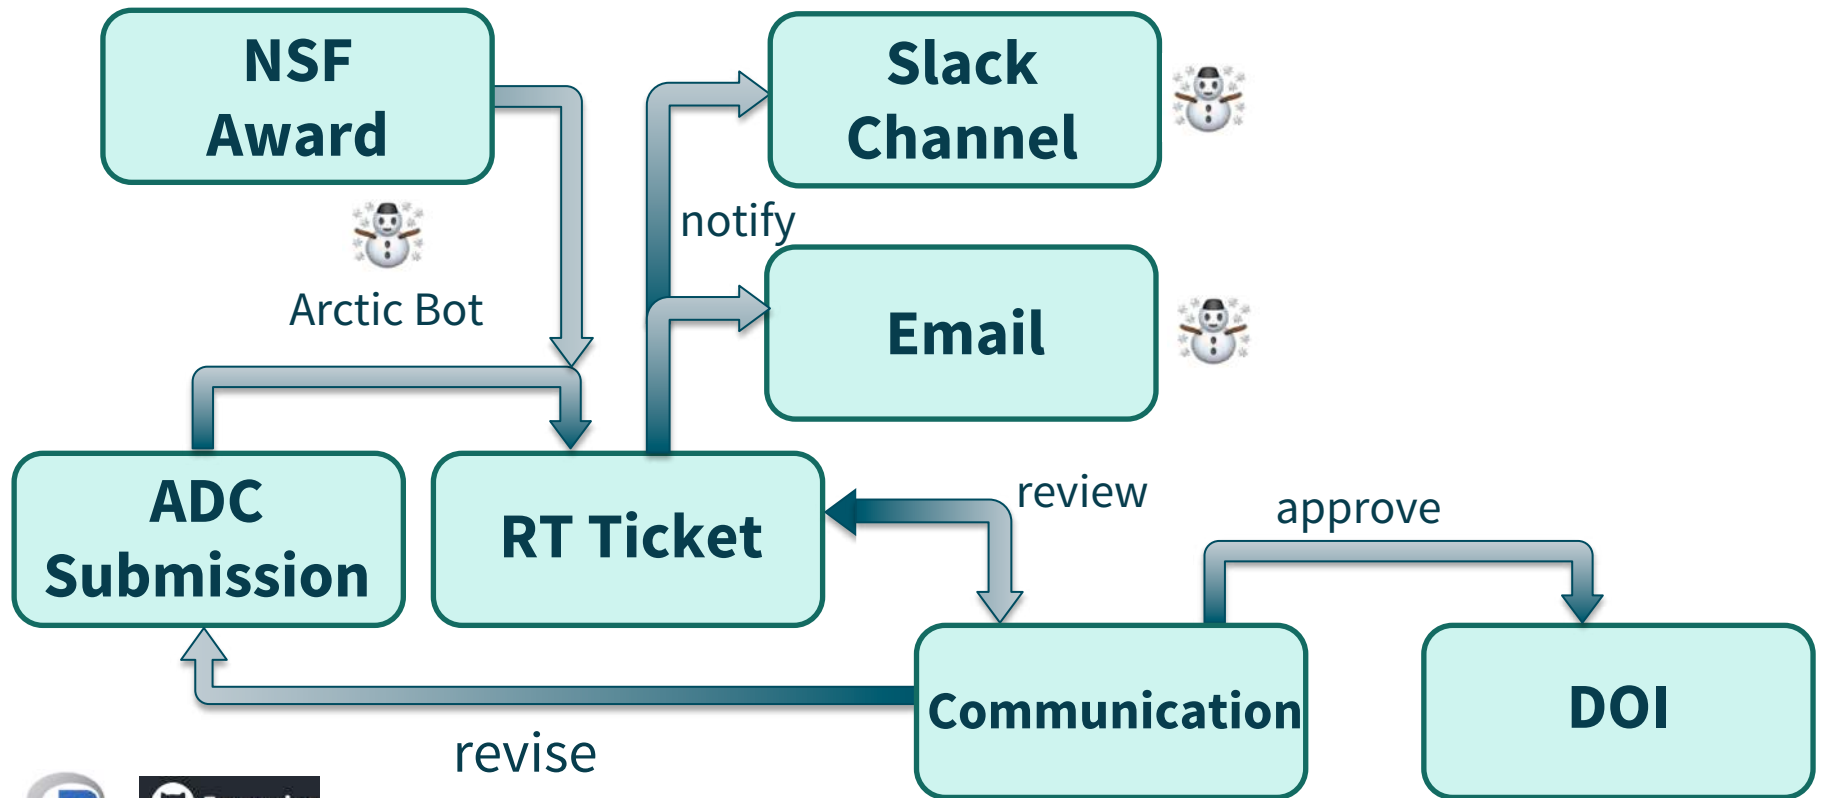 NSF
Award
Slack
Channel
notify
Arctic Bot
Email
ADC
Submission
RT Ticket
review
approve
Communication
DOI
revise